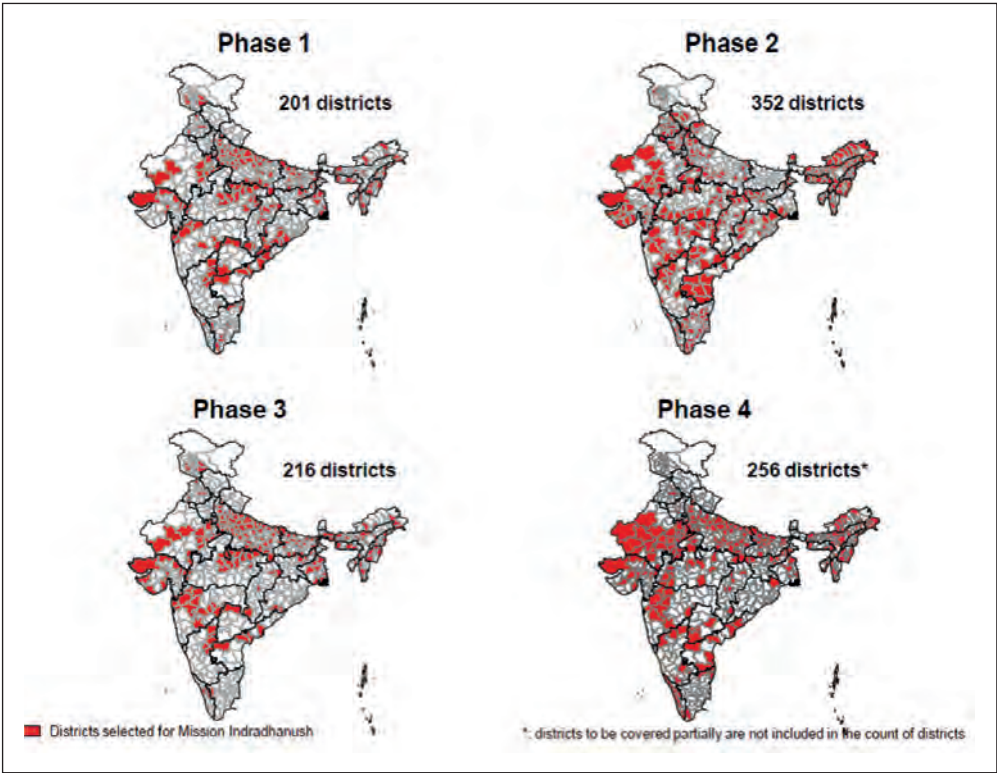 Phase 1
201 districts
Phase 2
352 districts
Phase 3
216 districts
Phase 4
256 districts*
Districts selected for Mission Indradhanush
*: districts to be covered partially are not included in the count of districts